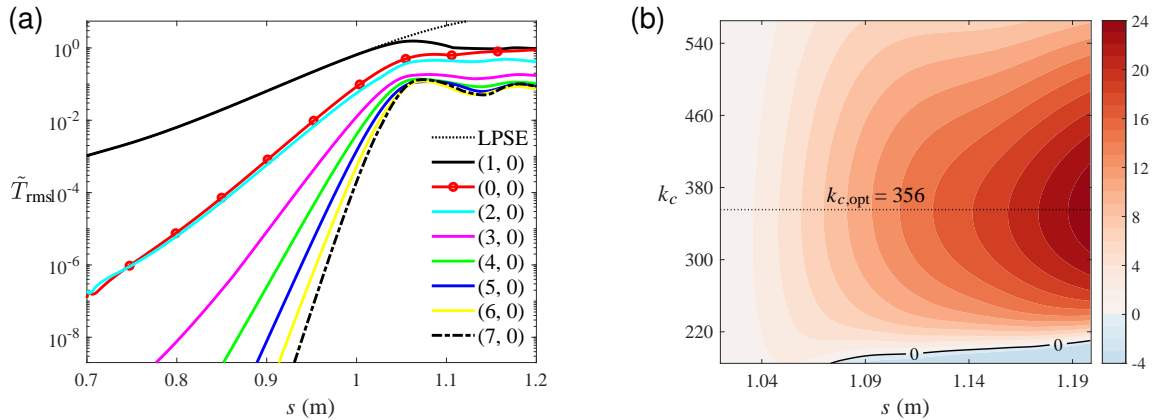 (a)
10^0
10^-2
10^-4
10^-6
10^-8
T̃rms
0.7 0.8 0.9 1 1.1 1.2
s (m)
LPSE
(1, 0)
(0, 0)
(2, 0)
(3, 0)
(4, 0)
(5, 0)
(6, 0)
(7, 0)
(b)
540
460
k_c
300
220
k_c,opt = 356
0 0
1.04 1.09 1.14 1.19
s (m)
24
20
16
12
8
4
0
-4